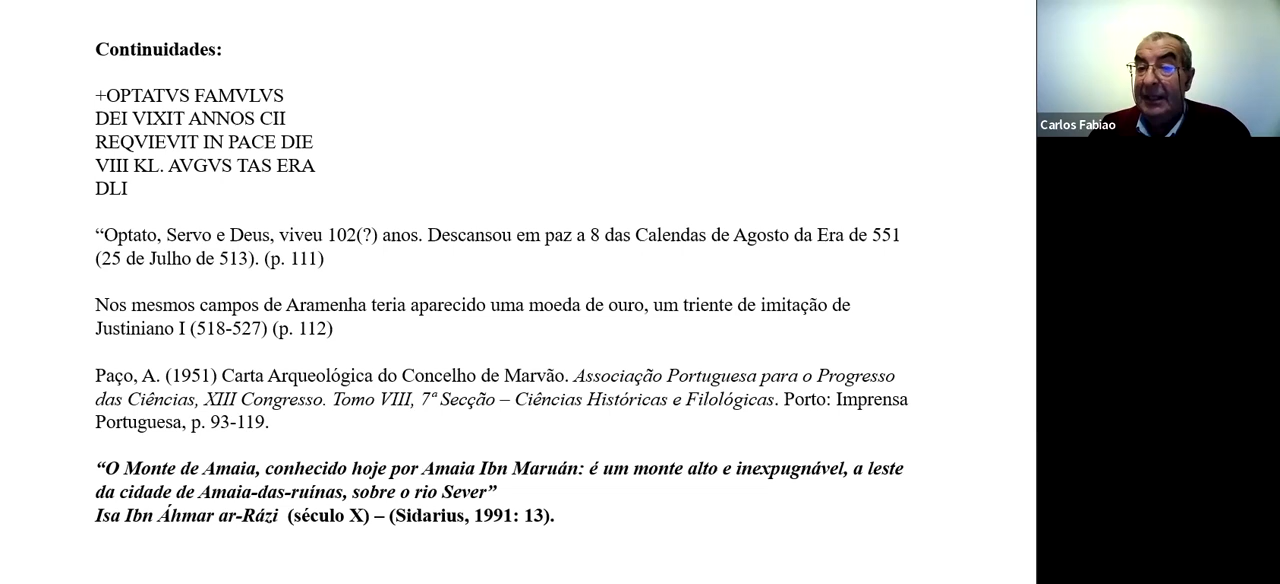 Continuidades:
+OPTATVS FAMVLVS
DEI VIXIT ANNOS CII
REQVIEVIT IN PACE DIE
VIII KL. AVGVS TAS ERA
DLI
“Optato, Servo e Deus, viveu 102(?) anos. Descansou em paz a 8 das Calendas de Agosto da Era de 551
(25 de Julho de 513). (p. 111)
Nos mesmos campos de Aramenha teria aparecido uma moeda de ouro, um triente de imitação de
Justiniano I (518-527) (p. 112)
Paço, A. (1951) Carta Arqueológica do Concelho de Marvão. Associação Portuguesa para o Progresso
das Ciências, XIII Congresso. Tomo VIII, 7ª Secção – Ciências Históricas e Filológicas. Porto: Imprensa
Portuguesa, p. 93-119.
“O Monte de Amaia, conhecido hoje por Amaia Ibn Maruán: é um monte alto e inexpugnável, a leste
da cidade de Amaia-das-ruínas, sobre o rio Sever”
Isa Ibn Áhmar ar-Rázi (século X) – (Sidarius, 1991: 13).
Carlos Fabiao